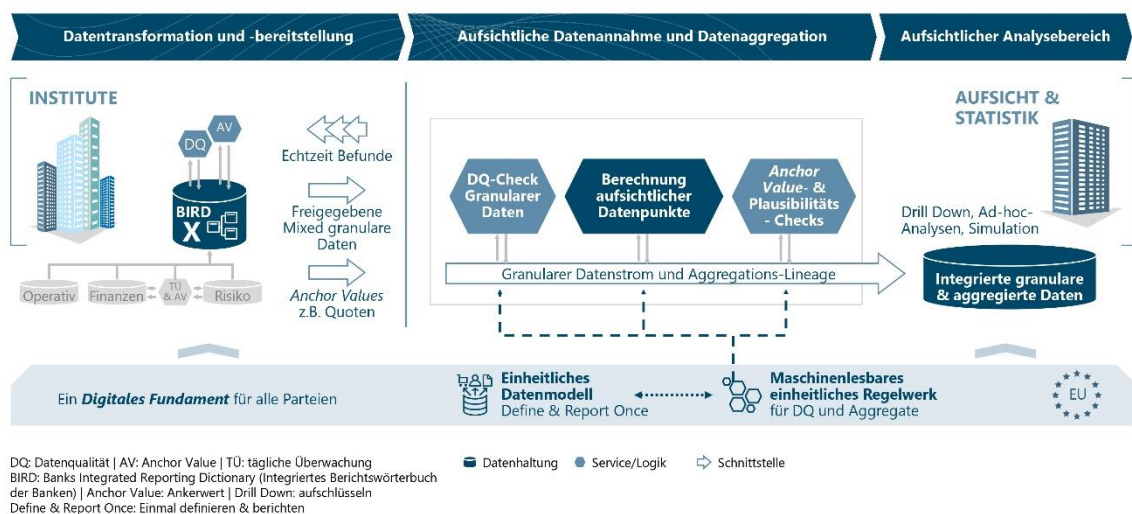 Datentransformation und -bereitstellung
Aufsichtliche Datenannahme und Datenaggregation
Aufsichtlicher Analysebereich
INSTITUTE
DQ
AV
BIRD
X
Operativ
Finanzen
TÜ
& AV
Risiko
Echtzeit Befunde
Freigegebene
Mixed granulare
Daten
Anchor Values
z.B. Quoten
DQ-Check
Granularer
Daten
Berechnung
aufsichtlicher
Datenpunkte
Anchor
Value- &
Plausibilitäts
- Checks
Granularer Datenstrom und Aggregations-Lineage
AUFSICHT &
STATISTIK
Drill Down, Ad-hoc-
Analysen, Simulation
Integrierte granulare
& aggregierte Daten
Ein Digitales Fundament für alle Parteien
Einheitliches
Datenmodell
Define & Report Once
Maschinenlesbares
einheitliches Regelwerk
für DQ und Aggregate
EU
DQ: Datenqualität | AV: Anchor Value | TÜ: tägliche Überwachung
BIRD: Banks Integrated Reporting Dictionary (Integriertes Berichtswörterbuch
der Banken) | Anchor Value: Ankerwert | Drill Down: aufschlüsseln
Define & Report Once: Einmal definieren & berichten
Datenhaltung
Service/Logik
Schnittstelle